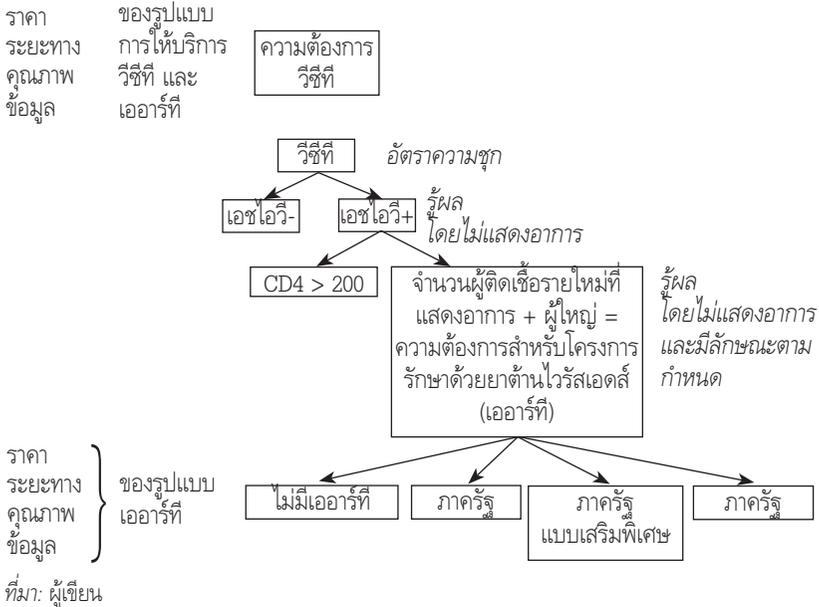 ราคา
ระยะทาง
คุณภาพ
ข้อมูล
ของรูปแบบ
การให้บริการ
วีซีที และ
เออาร์ที
ความต้องการ
วีซีที
วีซีที
อัตราความชุก
เอชไอวี-
เอชไอวี+
รู้ผล
โดยไม่แสดงอาการ
CD4 > 200
จำนวนผู้ติดเชื้อรายใหม่ที่
แสดงอาการ + ผู้ใหญ่ =
ความต้องการสำหรับโครงการ
รักษาด้วยยาต้านไวรัสเอดส์
(เออาร์ที)
รู้ผล
โดยไม่แสดงอาการ
และมีลักษณะตาม
กำหนด
ราคา
ระยะทาง
คุณภาพ
ข้อมูล
ของรูปแบบ
เออาร์ที
ไม่มีเออาร์ที
ภาครัฐ
ภาครัฐ
แบบเสริมพิเศษ
ภาครัฐ
ที่มา: ผู้เขียน